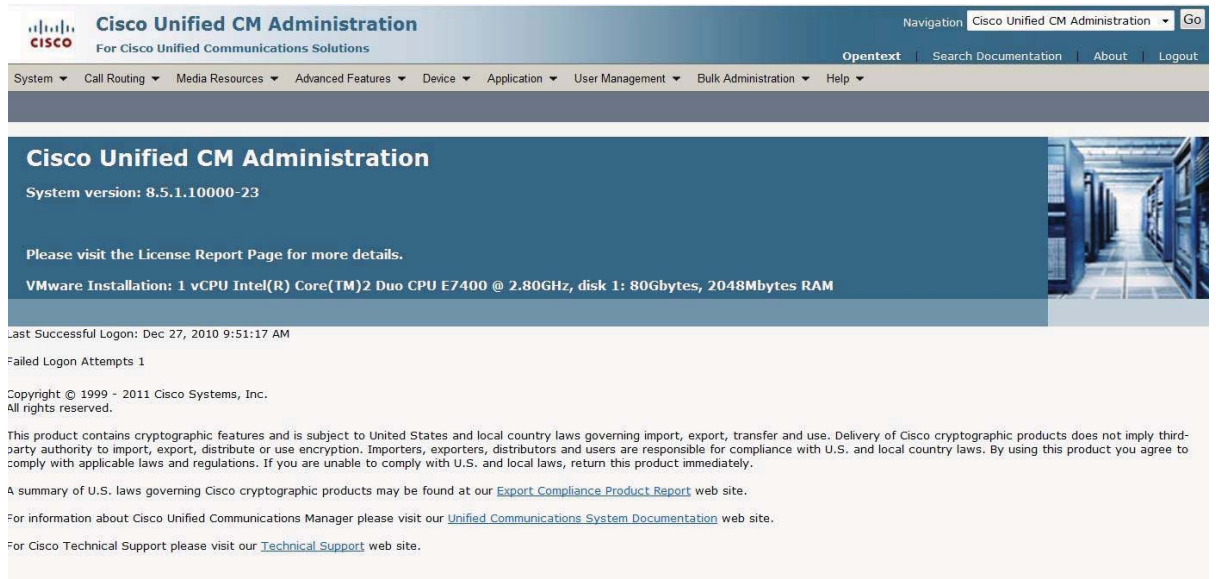 Cisco Unified CM Administration
For Cisco Unified Communications Solutions
CISCO
Navigation Cisco Unified CM Administration Go
Opentext | Search Documentation | About | Logout
System Call Routing Media Resources Advanced Features Device Application User Management Bulk Administration Help
Cisco Unified CM Administration
System version: 8.5.1.10000-23
Please visit the License Report Page for more details.
VMware Installation: 1 vCPU Intel(R) Core(TM)2 Duo CPU E7400 @ 2.80GHz, disk 1: 80Gbytes, 2048Mbytes RAM
Last Successful Logon: Dec 27, 2010 9:51:17 AM
Failed Logon Attempts 1
Copyright © 1999 - 2011 Cisco Systems, Inc.
All rights reserved.
This product contains cryptographic features and is subject to United States and local country laws governing import, export, transfer and use. Delivery of Cisco cryptographic products does not imply third-
party authority to import, export, distribute or use encryption. Importers, exporters, distributors and users are responsible for compliance with U.S. and local country laws. By using this product you agree to
comply with applicable laws and regulations. If you are unable to comply with U.S. and local laws, return this product immediately.
A summary of U.S. laws governing Cisco cryptographic products may be found at our Export Compliance Product Report web site.
For information about Cisco Unified Communications Manager please visit our Unified Communications System Documentation web site.
For Cisco Technical Support please visit our Technical Support web site.